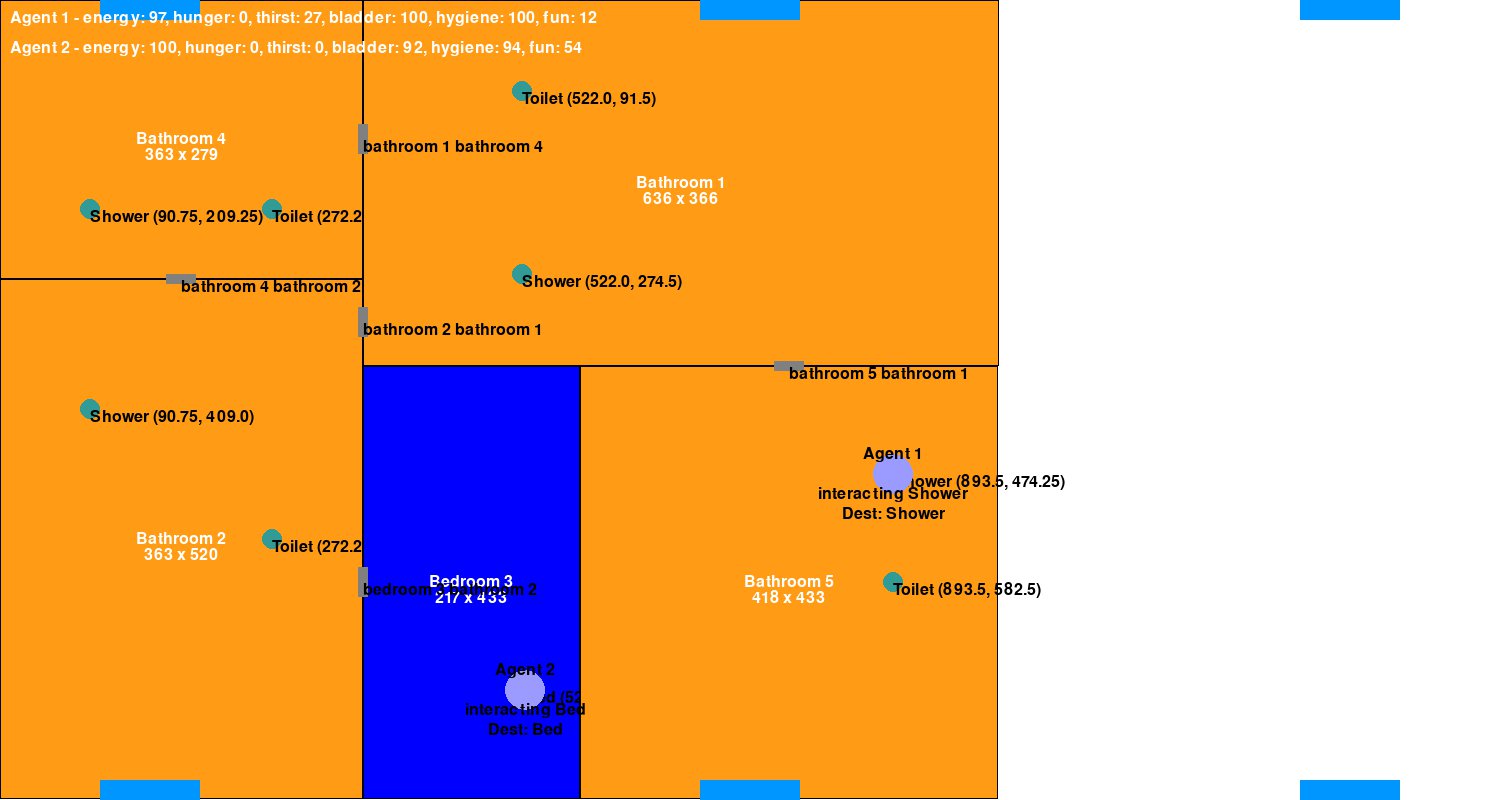 Agent 1 - energy: 97, hunger: 0, thirst: 27, bladder: 100, hygiene: 100, fun: 12
Agent 2 - energy: 100, hunger: 0, thirst: 0, bladder: 92, hygiene: 94, fun: 54
Toilet (522.0, 91.5)
Bathroom 4
363 x 279
bathroom 1 bathroom 4
Bathroom 1
636 x 366
Shower (90.75, 209.25)
Toilet (272.2
Shower (522.0, 274.5)
bathroom 4 bathroom 2
bathroom 2 bathroom 1
bathroom 5 bathroom 1
Shower (90.75, 409.0)
Agent 1
ower (893.5, 474.25)
interacting Shower
Dest: Shower
Bathroom 2
363 x 520
Toilet (272.2
Bedroom 3
217 x 433
bedroom 3 bathroom 2
Bathroom 5
418 x 433
Toilet (893.5, 582.5)
Agent 2
d (52
interacting Bed
Dest: Bed